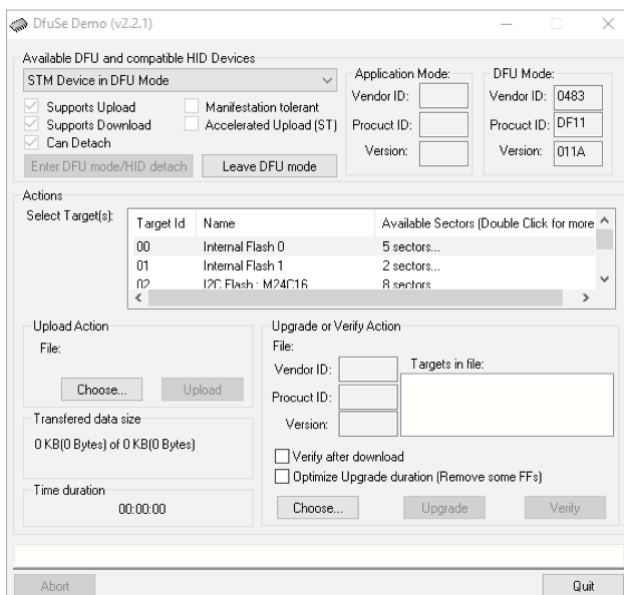 DfuSe Demo (v2.2.1)
Available DFU and compatible HID Devices
STM Device in DFU Mode
Supports Upload
Manifestation tolerant
Supports Download
Accelerated Upload (ST)
Can Detach
Enter DFU mode/HID detach
Leave DFU mode
Application Mode:
Vendor ID:
Procuct ID:
Version:
DFU Mode:
Vendor ID: 0483
Procuct ID: DF11
Version: 011A
Actions
Select Target(s):
Target Id Name Available Sectors (Double Click for more
00 Internal Flash 0 5 sectors...
01 Internal Flash 1 2 sectors...
02 I2C Flash : M24C16 8 sectors
Upload Action
File:
Choose... Upload
Transfered data size
0 KB(0 Bytes) of 0 KB(0 Bytes)
Time duration
00:00:00
Upgrade or Verify Action
File:
Vendor ID:
Targets in file:
Procuct ID:
Version:
Verify after download
Optimize Upgrade duration (Remove some FFs)
Choose... Upgrade Verify
Abort Quit